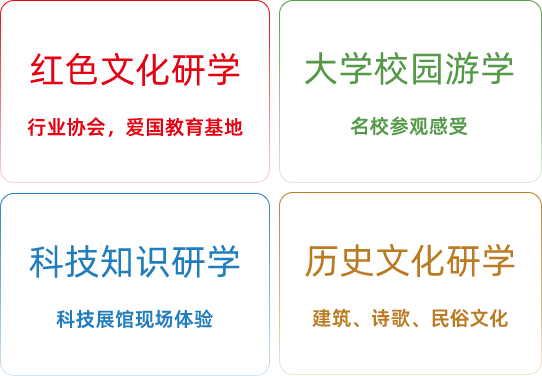 红色文化研学
行业协会，爱国教育基地
大学校园游学
名校参观感受
科技知识研学
科技展馆现场体验
历史文化研学
建筑、诗歌、民俗文化